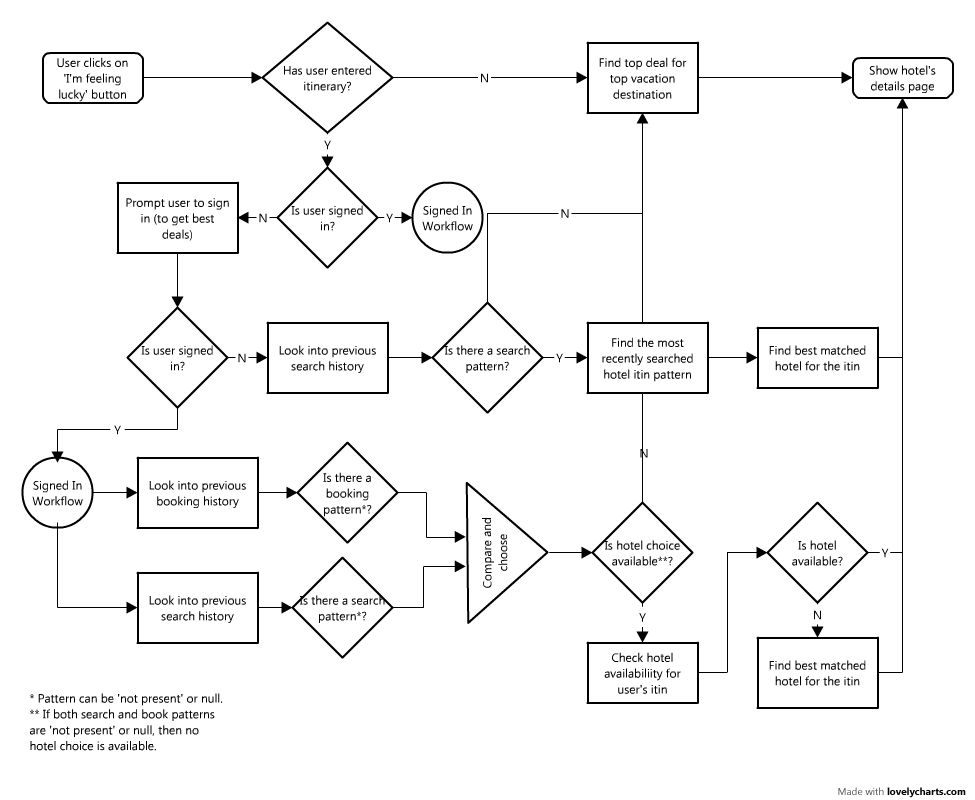 User clicks on
'I'm feeling
lucky' button
Has user entered
itinerary?
N
Find top deal for
top vacation
destination
Show hotel's
details page
Y
Prompt user to sign
in (to get best
deals)
N
Is user signed
in?
Y
Signed In
Workflow
N
Is user signed
in?
N
Look into previous
search history
Is there a search
pattern?
Y
Find the most
recently searched
hotel itin pattern
Find best matched
hotel for the itin
Y
N
Signed In
Workflow
Look into previous
booking history
Is there a
booking
pattern*?
Compare and
choose
Is hotel choice
available**?
Is hotel
available?
Y
Look into previous
search history
Is there a search
pattern*?
Y
N
Check hotel
availabiliity for
user's itin
Find best matched
hotel for the itin
* Pattern can be 'not present' or null.
** If both search and book patterns
are 'not present' or null, then no
hotel choice is available.
Made with lovelycharts.com